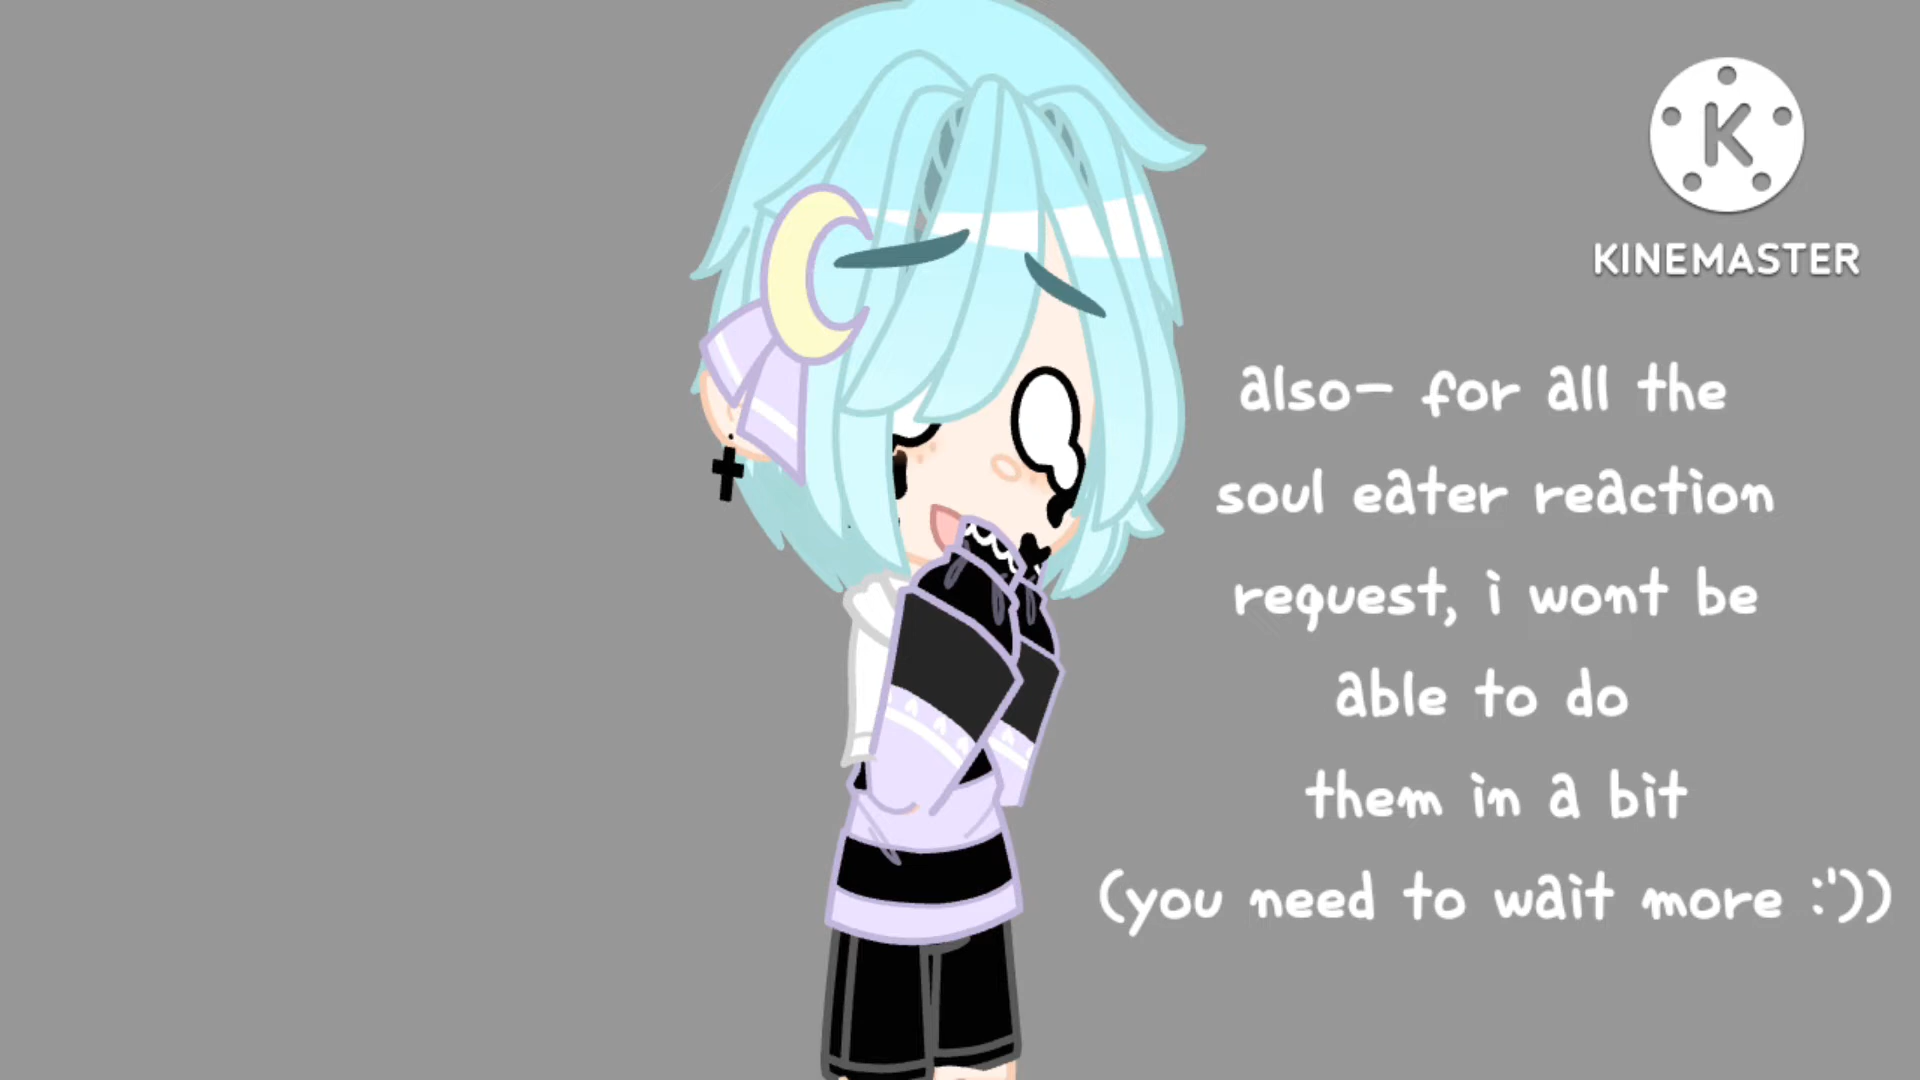 K
KINEMASTER
also- for all the
soul eater reaction
request, i wont be
able to do
them in a bit
(you need to wait more :'))